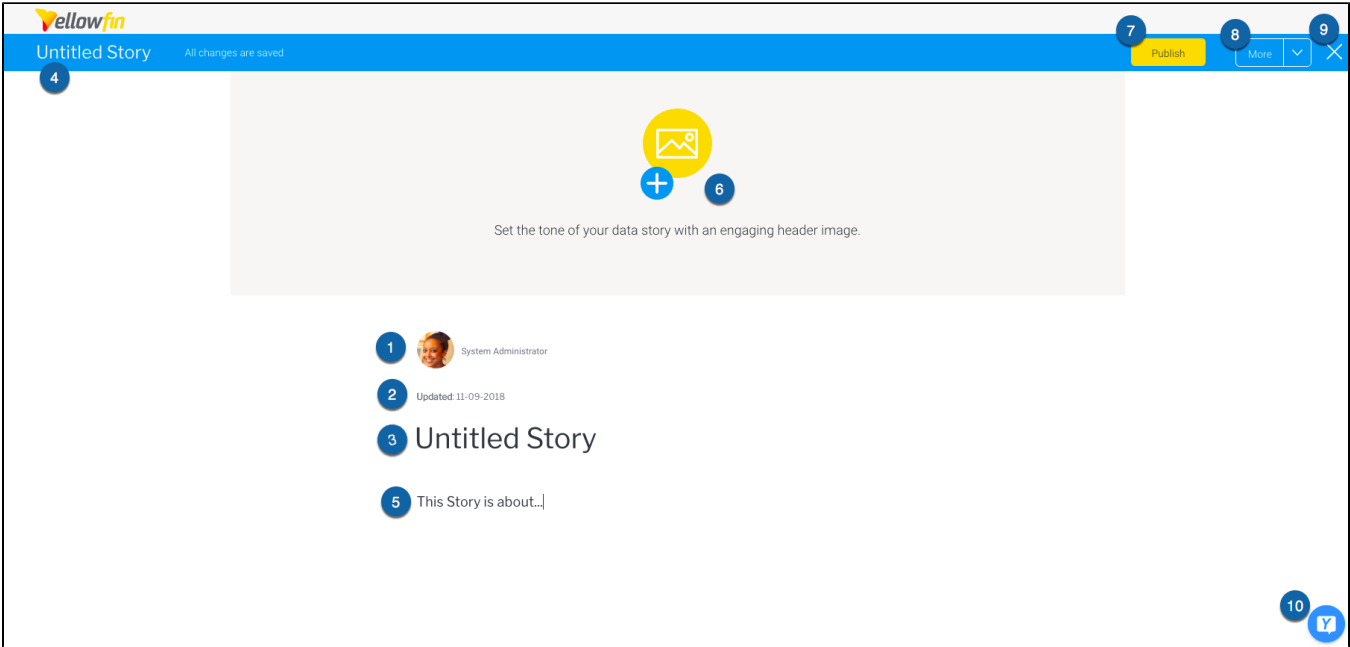 Yellowfin
7 8 9
Untitled Story All changes are saved Publish More
4
6
Set the tone of your data story with an engaging header image.
1 System Administrator
2 Updated: 11-09-2018
3 Untitled Story
5 This Story is about...
10
Y